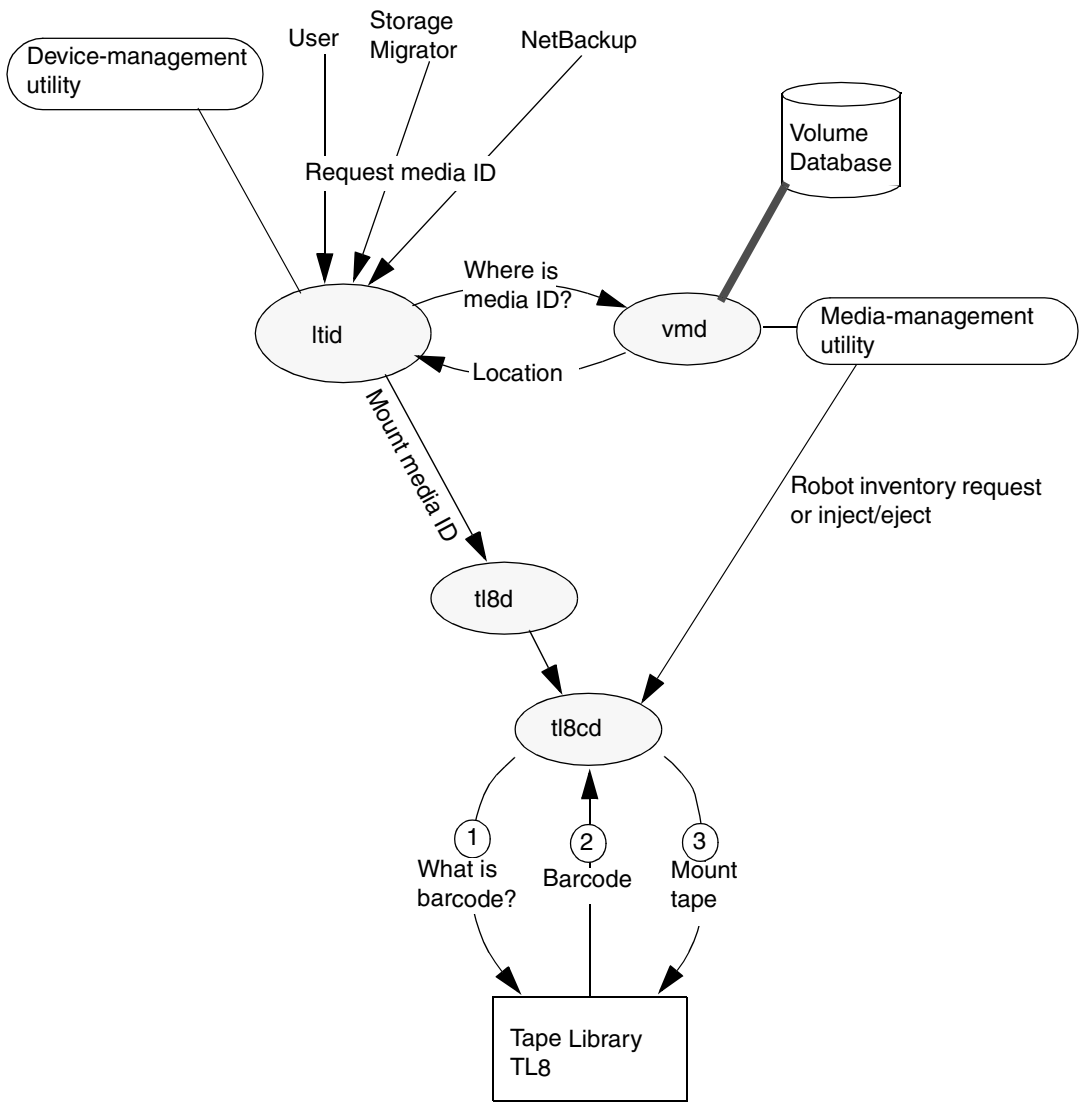 User
Storage
Migrator
NetBackup
Device-management
utility
Volume
Database
Request media ID
Where is
media ID?
ltid
vmd
Media-management
utility
Location
Mount media ID
Robot inventory request
or inject/eject
tl8d
tl8cd
1
2
3
What is
barcode?
Barcode
Mount
tape
Tape Library
TL8